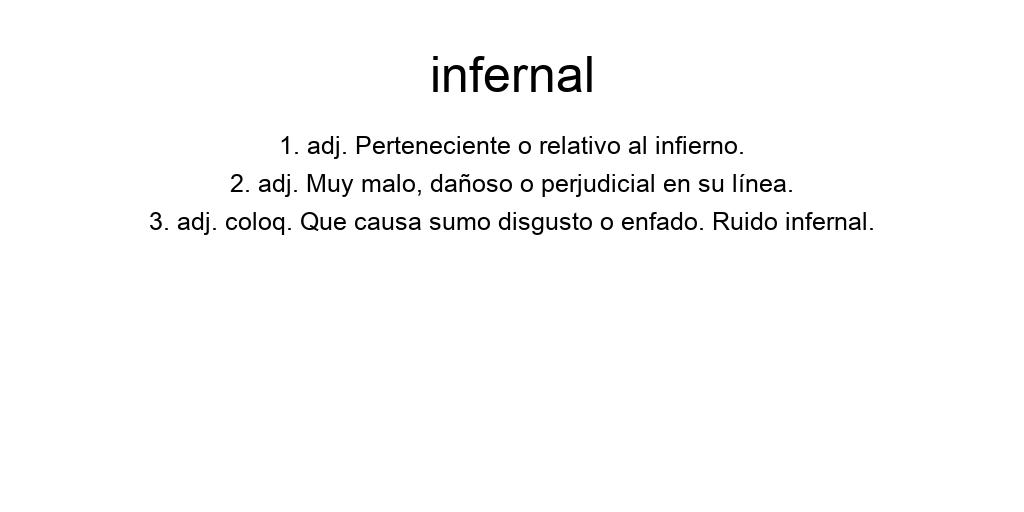 infernal
1. adj. Perteneciente o relativo al infierno.
2. adj. Muy malo, dañoso o perjudicial en su línea.
3. adj. coloq. Que causa sumo disgusto o enfado. Ruido infernal.